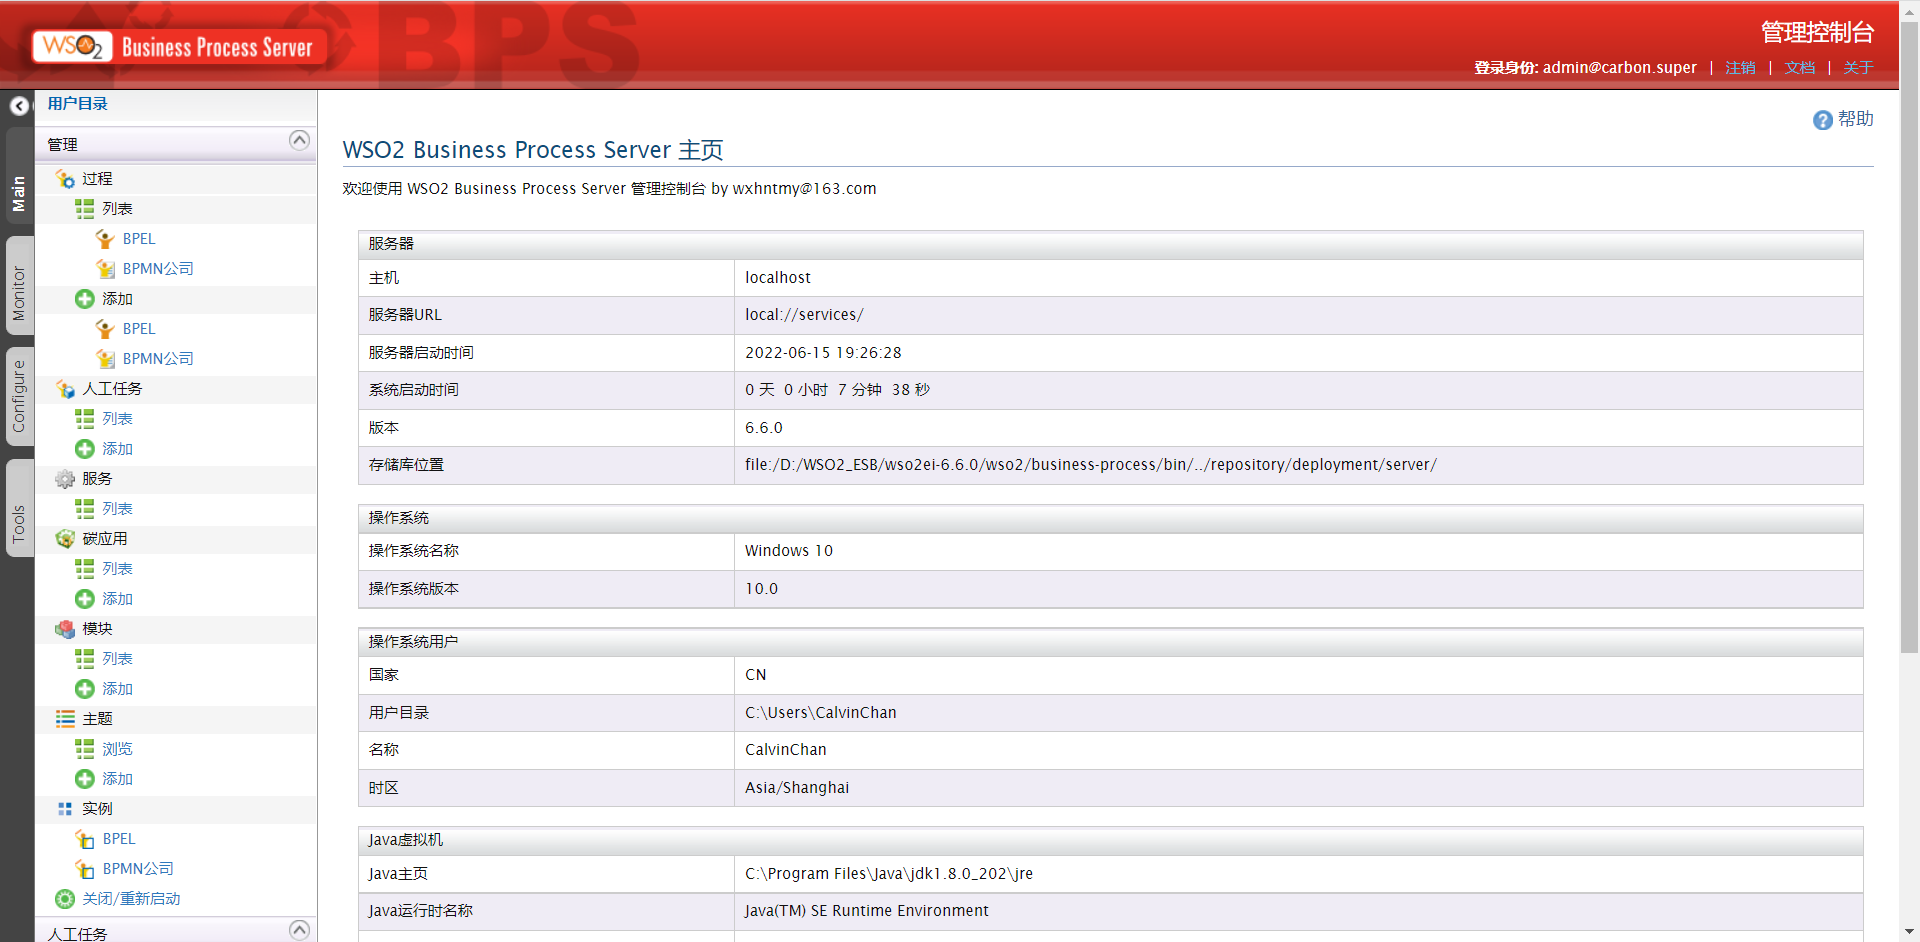 BPS
WSO2 Business Process Server
管理控制台
登录身份: admin@carbon.super | 注销 | 文档 | 关于
Main
Monitor
Configure
Tools
用户目录
管理
过程
列表
BPEL
BPMN公司
添加
BPEL
BPMN公司
人工任务
列表
添加
服务
列表
碳应用
列表
添加
模块
列表
添加
主题
浏览
添加
实例
BPEL
BPMN公司
关闭/重新启动
人工任务
帮助
WSO2 Business Process Server 主页
欢迎使用 WSO2 Business Process Server 管理控制台 by wxhntmy@163.com
服务器
主机 localhost
服务器URL local://services/
服务器启动时间 2022-06-15 19:26:28
系统启动时间 0 天 0 小时 7 分钟 38 秒
版本 6.6.0
存储库位置 file:/D:/WSO2_ESB/wso2ei-6.6.0/wso2/business-process/bin/../repository/deployment/server/
操作系统
操作系统名称 Windows 10
操作系统版本 10.0
操作系统用户
国家 CN
用户目录 C:\Users\CalvinChan
名称 CalvinChan
时区 Asia/Shanghai
Java虚拟机
Java主页 C:\Program Files\Java\jdk1.8.0_202\jre
Java运行时名称 Java(TM) SE Runtime Environment